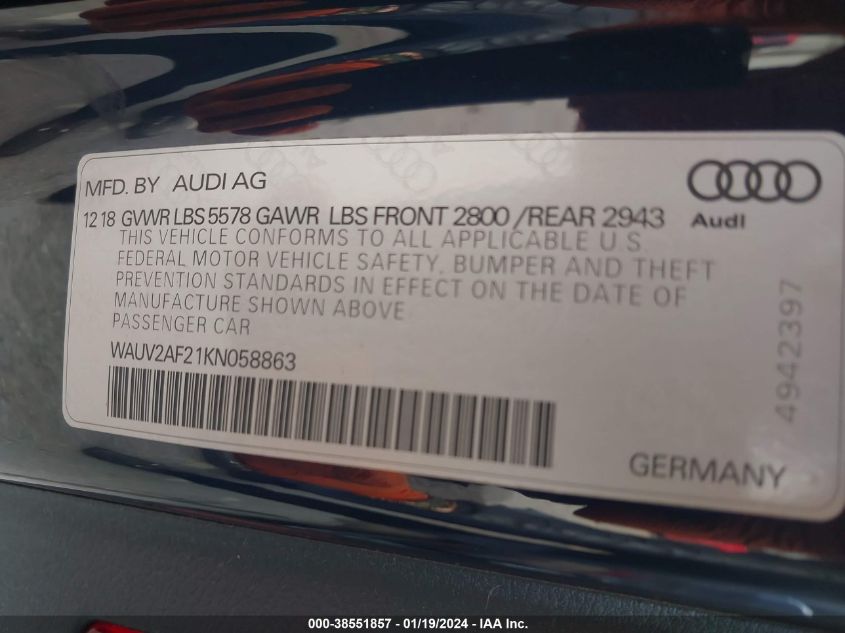 MFD. BY AUDI AG
Audi
12 18 GVWR LBS 5578 GAWR LBS FRONT 2800 /REAR 2943
THIS VEHICLE CONFORMS TO ALL APPLICABLE U.S.
FEDERAL MOTOR VEHICLE SAFETY, BUMPER AND THEFT
PREVENTION STANDARDS IN EFFECT ON THE DATE OF
MANUFACTURE SHOWN ABOVE
PASSENGER CAR
WAUV2AF21KN058863
4942397
GERMANY
000-38551857 - 01/19/2024 - IAA Inc.